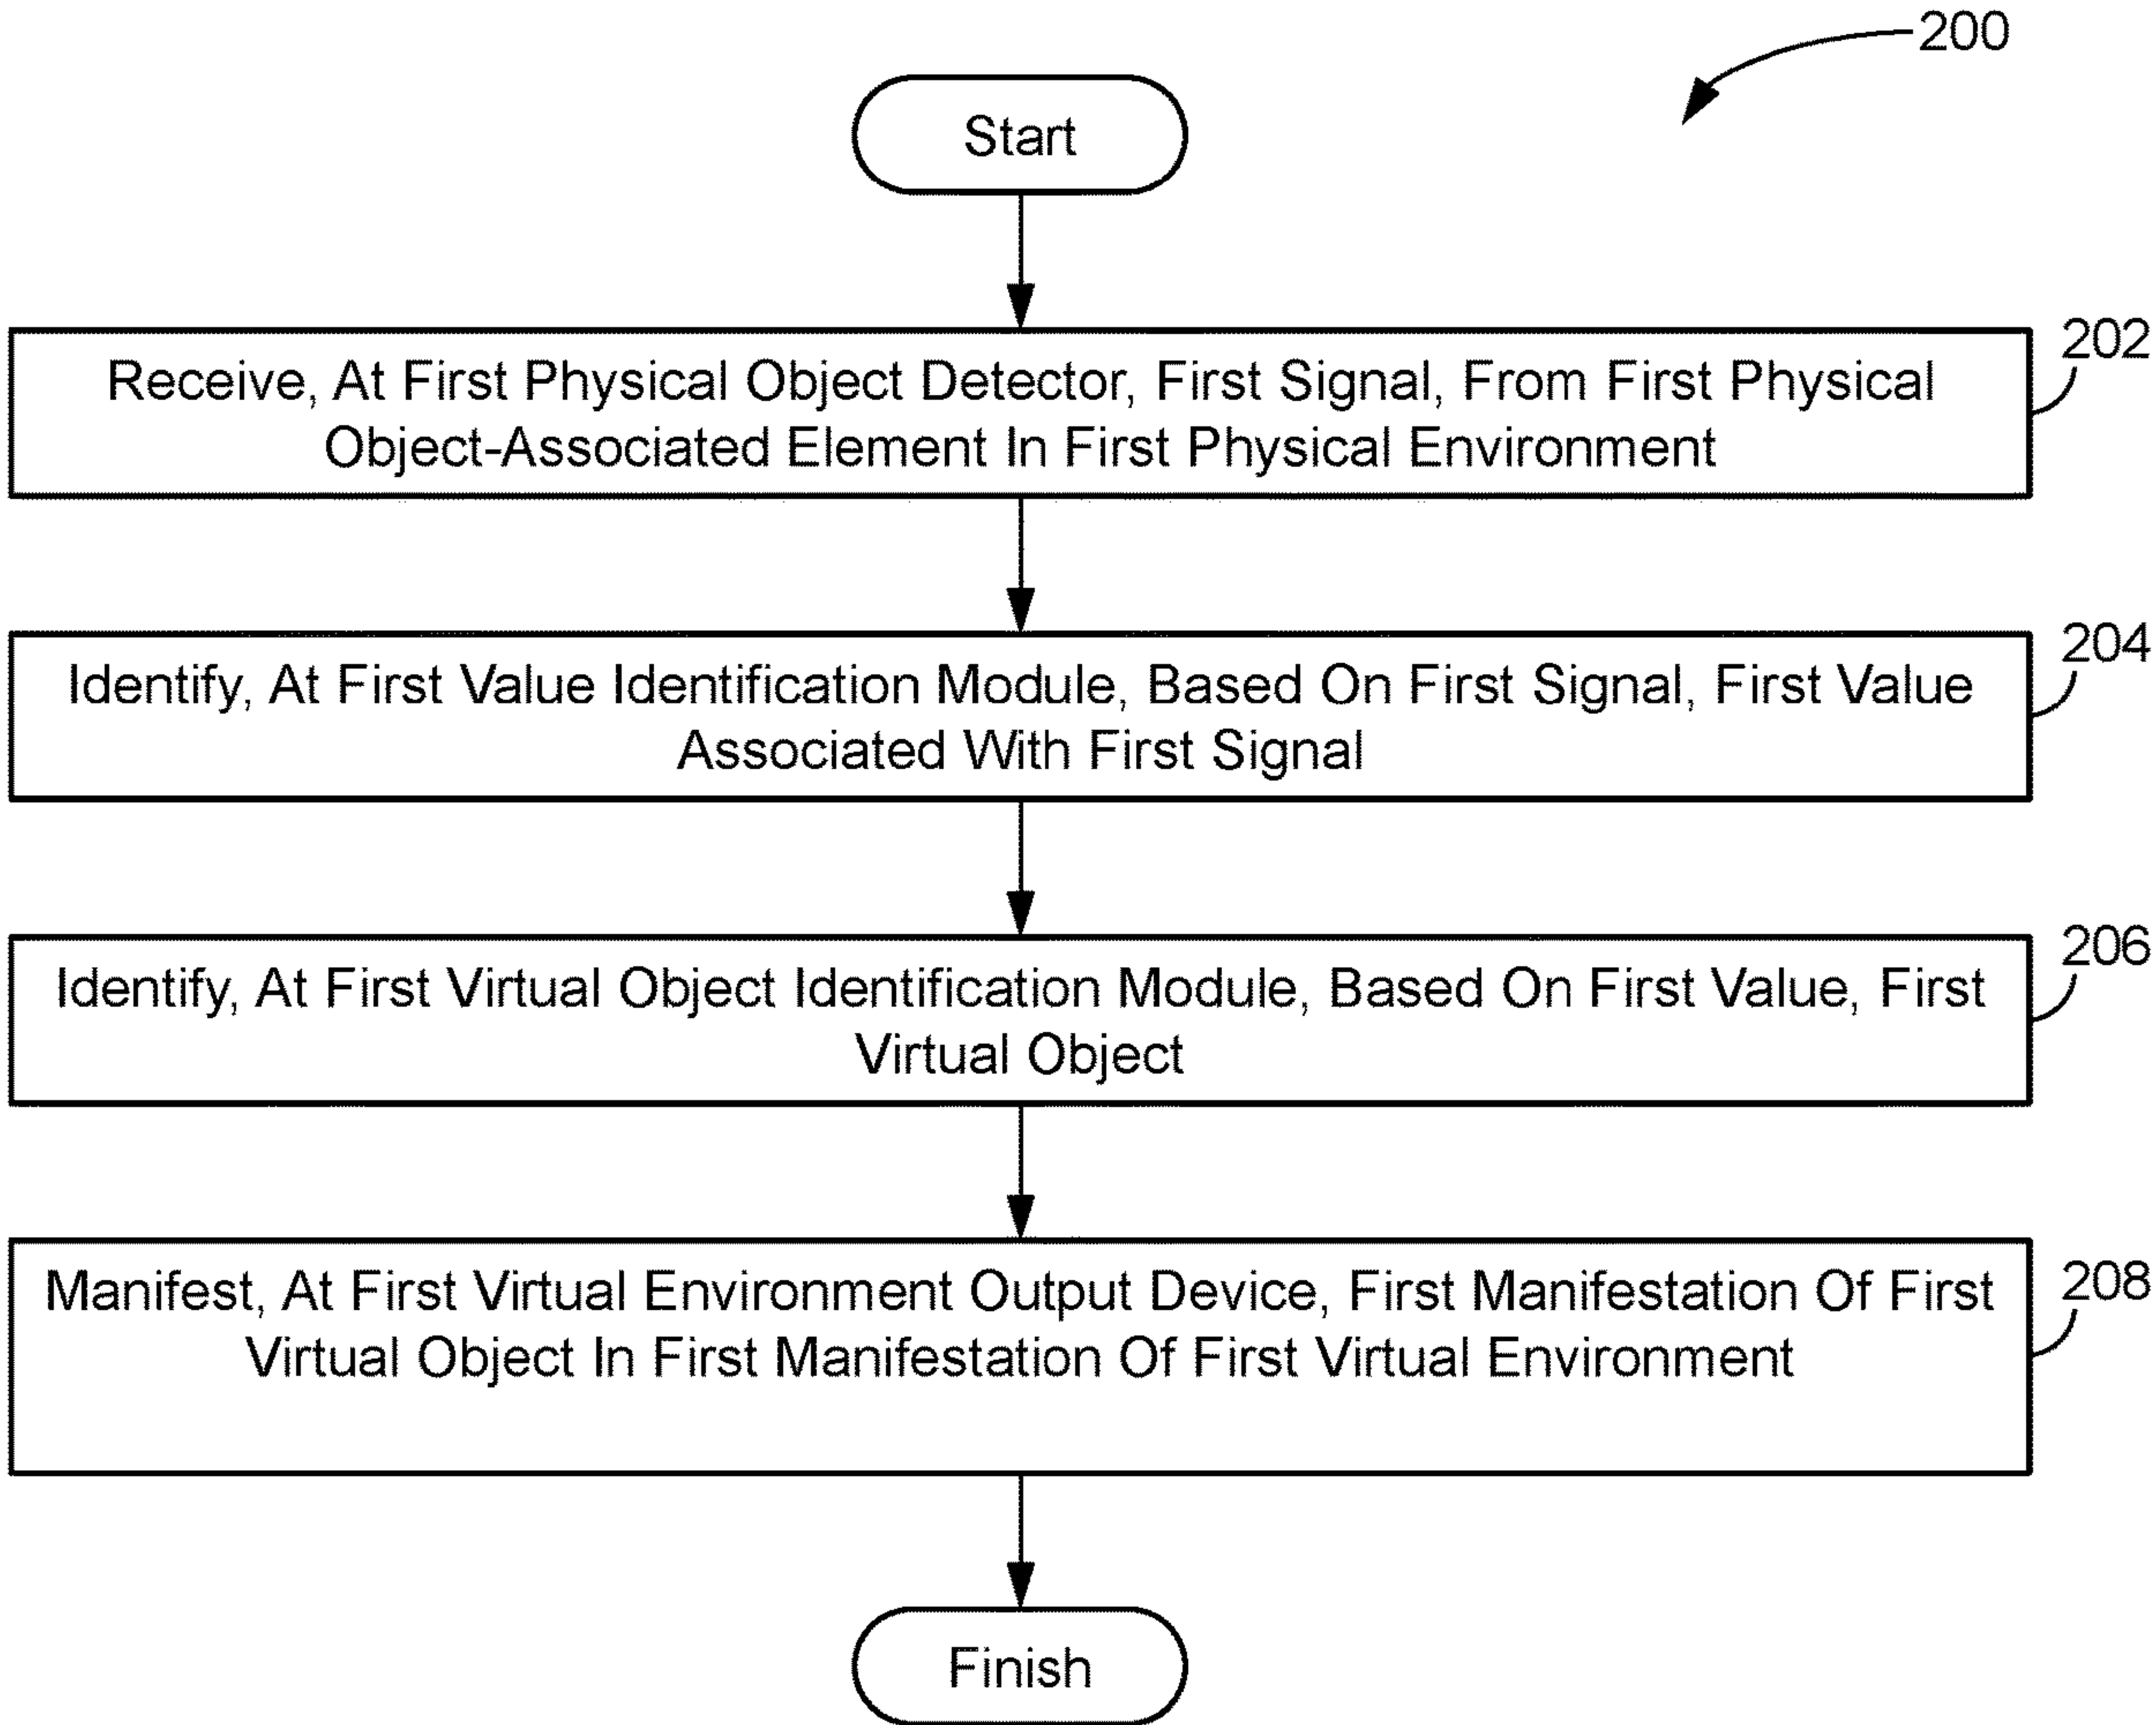 200
Start
202
Receive, At First Physical Object Detector, First Signal, From First Physical
Object-Associated Element In First Physical Environment
204
Identify, At First Value Identification Module, Based On First Signal, First Value
Associated With First Signal
206
Identify, At First Virtual Object Identification Module, Based On First Value, First
Virtual Object
208
Manifest, At First Virtual Environment Output Device, First Manifestation Of First
Virtual Object In First Manifestation Of First Virtual Environment
Finish